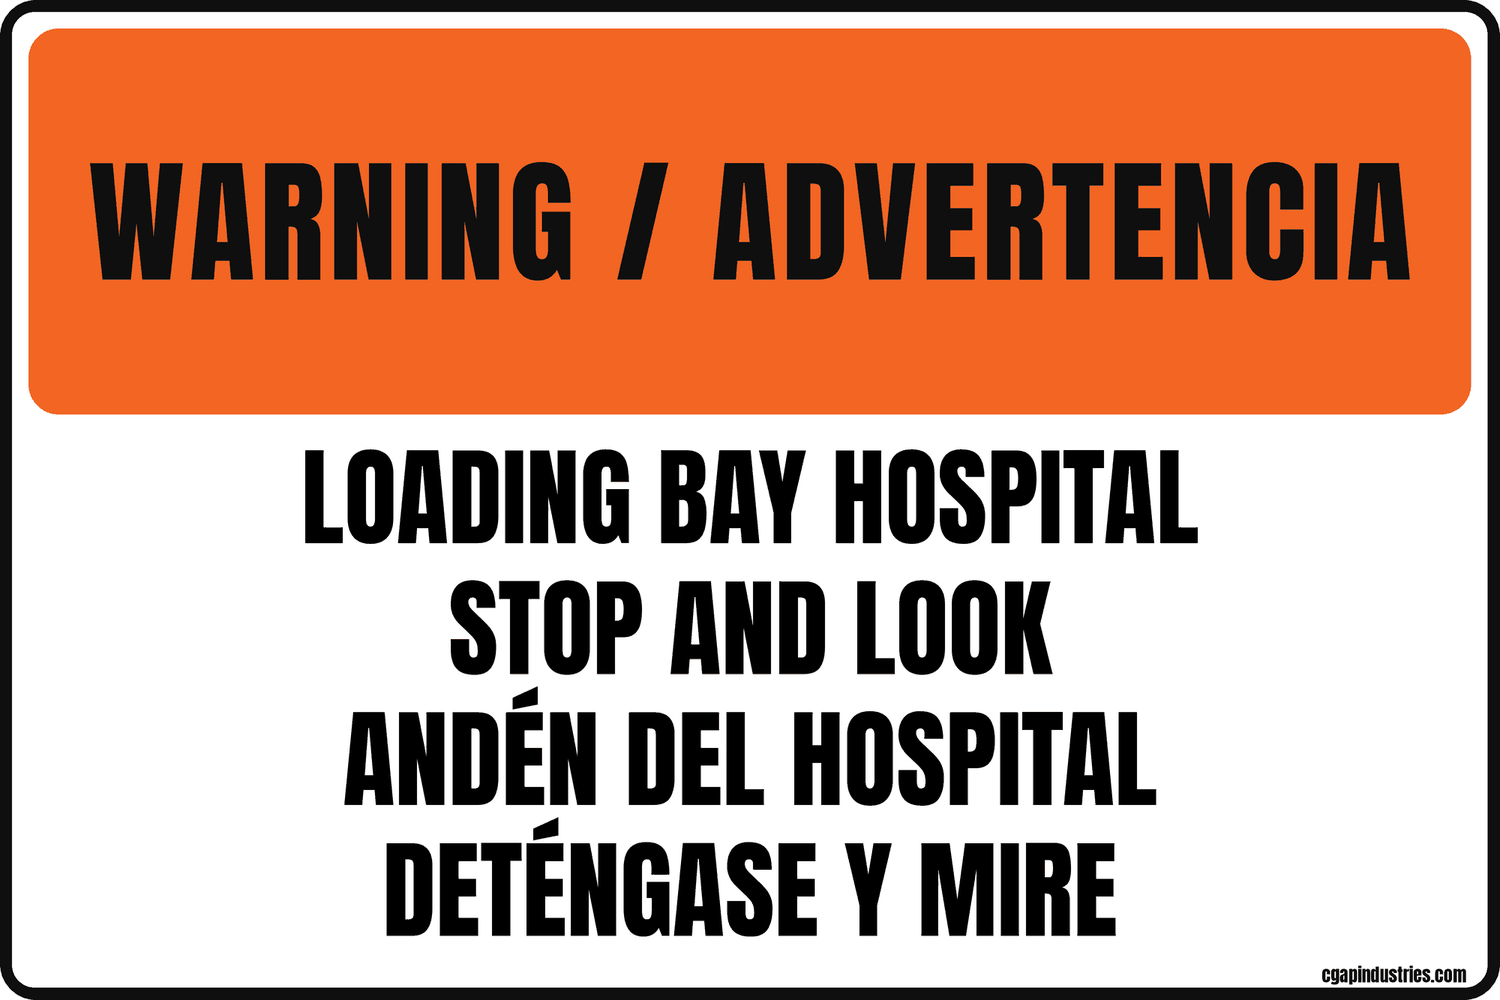 WARNING / ADVERTENCIA
LOADING BAY HOSPITAL
STOP AND LOOK
ANDÉN DEL HOSPITAL
DETÉNGASE Y MIRE
cgapindustries.com